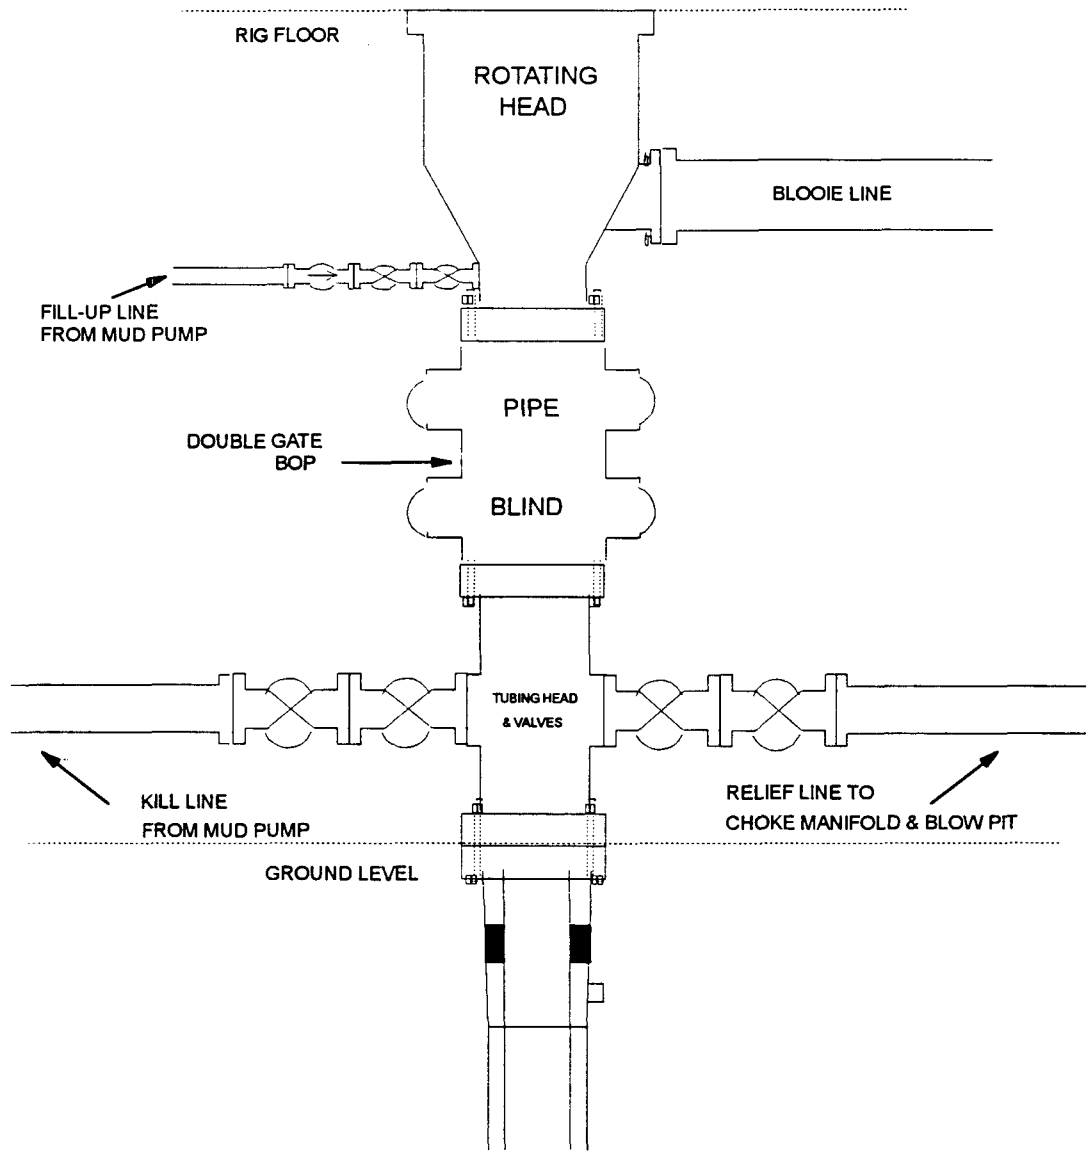 RIG FLOOR
ROTATING
HEAD
BLOOIE LINE
FILL-UP LINE
FROM MUD PUMP
PIPE
DOUBLE GATE
BOP
BLIND
TUBING HEAD
& VALVES
KILL LINE
FROM MUD PUMP
RELIEF LINE TO
CHOKE MANIFOLD & BLOW PIT
GROUND LEVEL